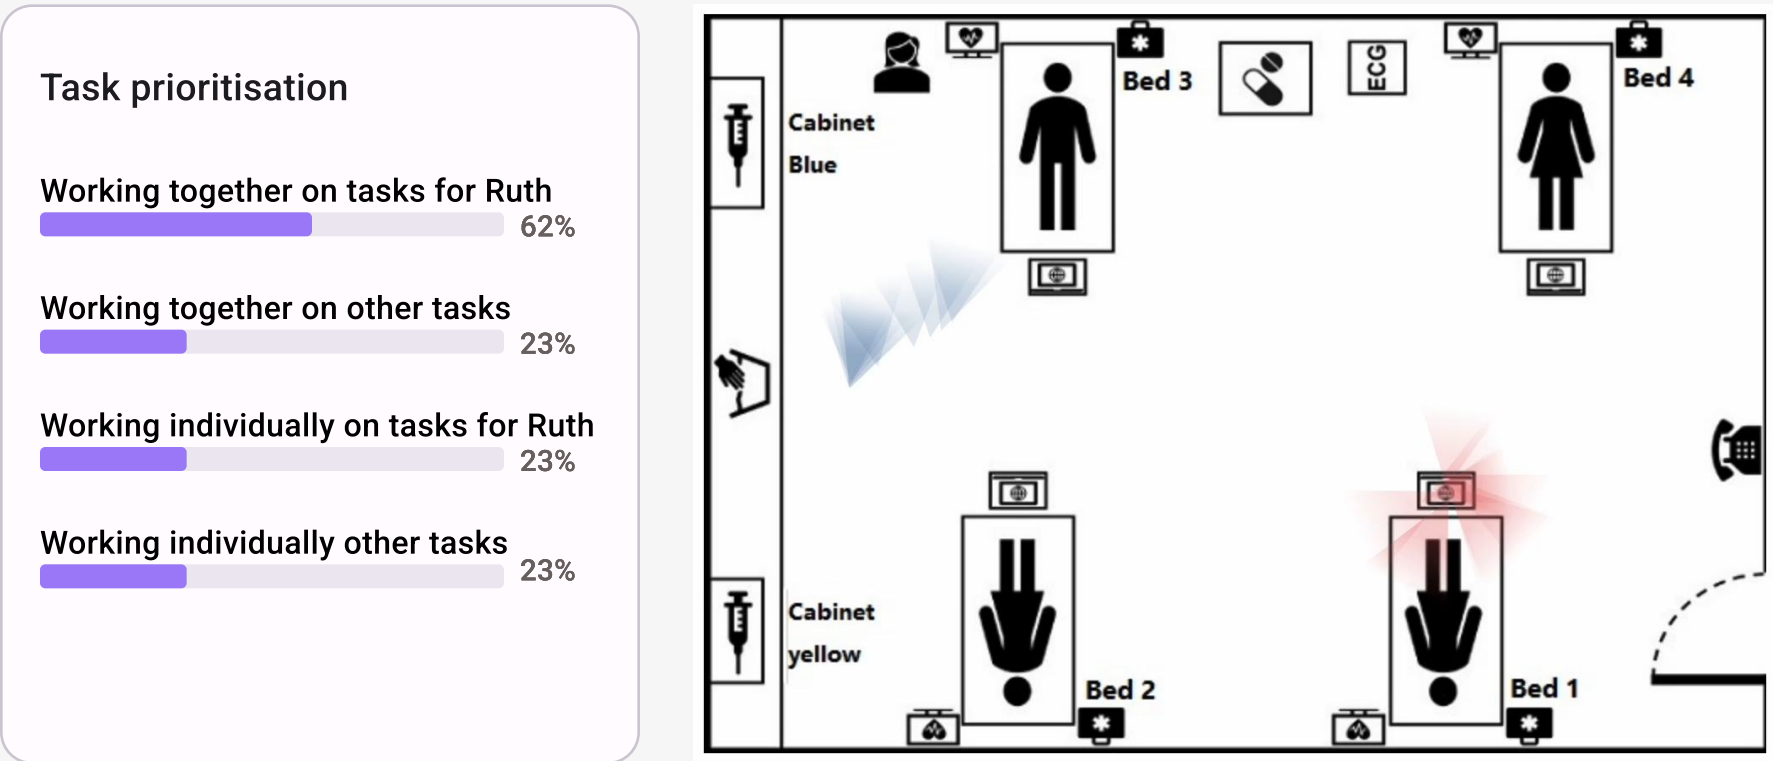 Task prioritisation
Working together on tasks for Ruth
62%
Working together on other tasks
23%
Working individually on tasks for Ruth
23%
Working individually other tasks
23%
Bed 3
ECG
Bed 4
Cabinet
Blue
Cabinet
yellow
Bed 2
Bed 1